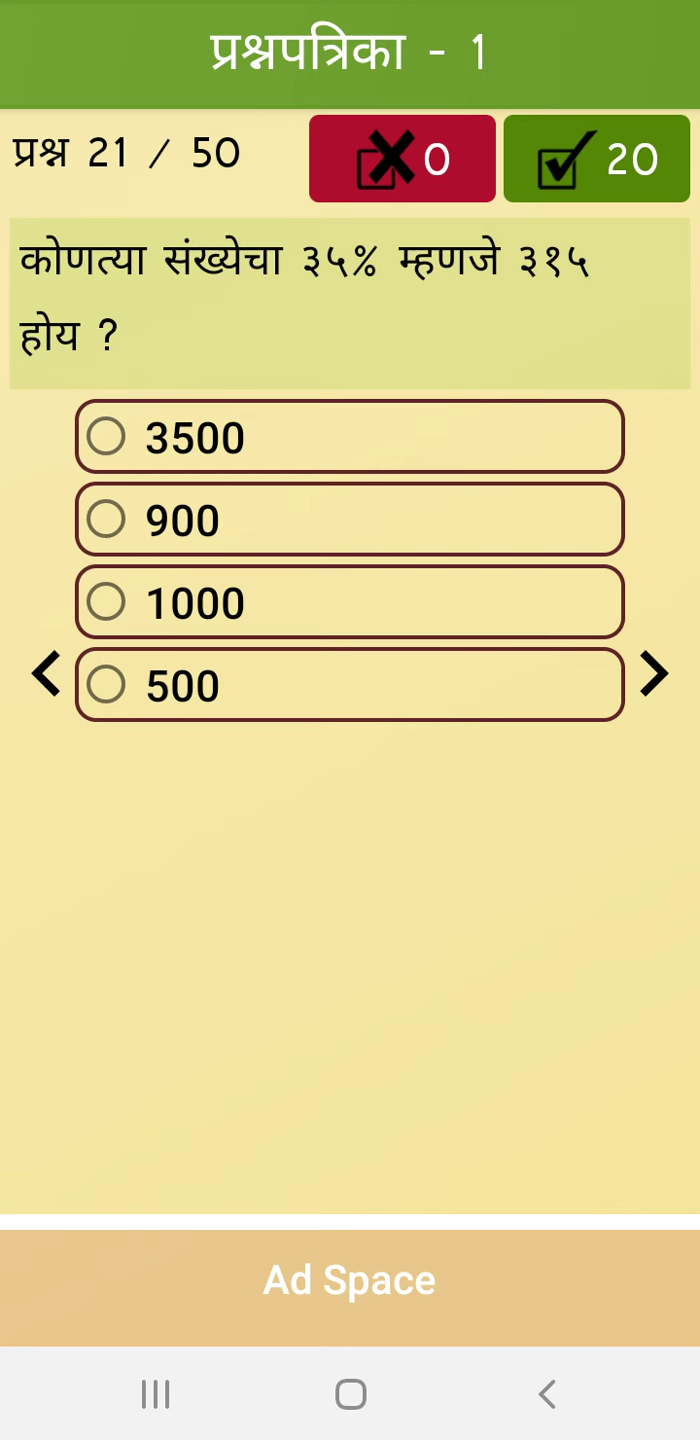 प्रश्नपत्रिका - 1
प्रश्न 21 / 50
0
20
कोणत्या संख्येचा ३५% म्हणजे ३१५
होय ?
3500
900
1000
500
Ad Space